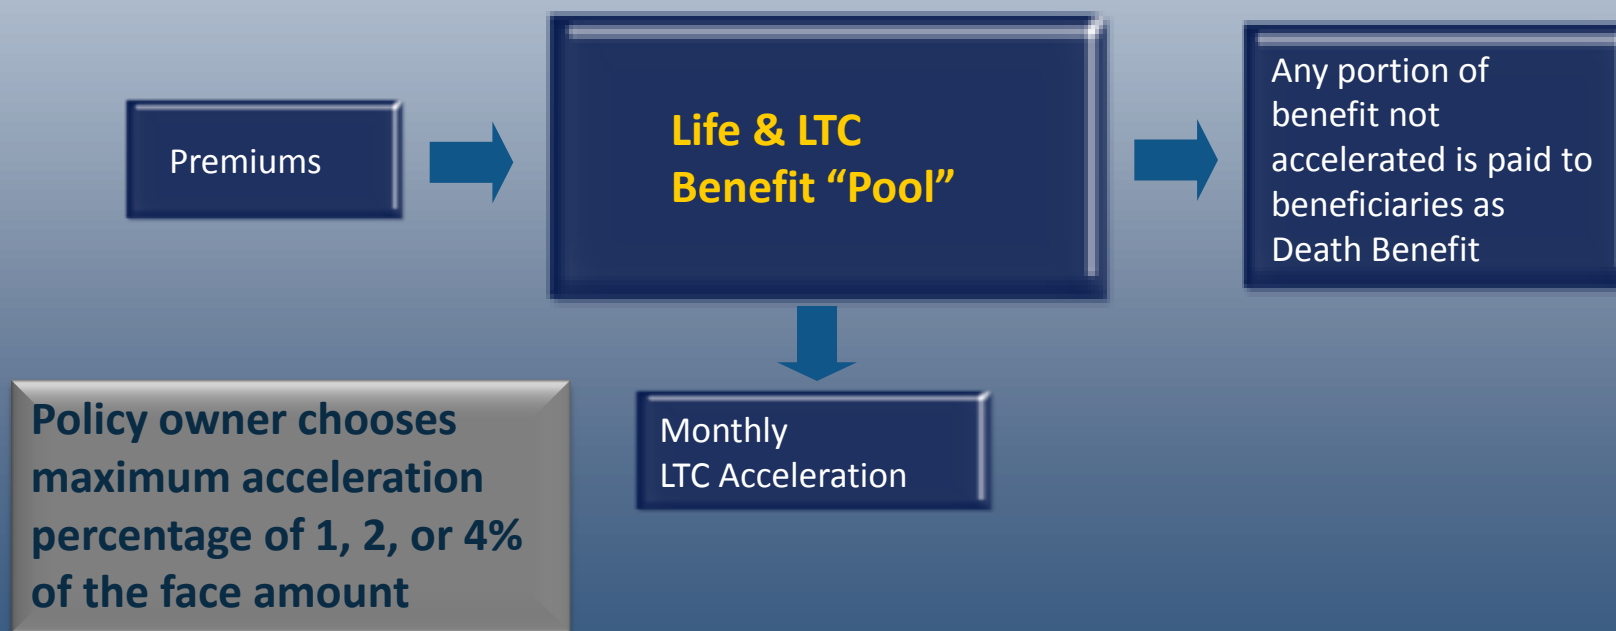 Premiums
Life & LTC
Benefit “Pool”
Any portion of
benefit not
accelerated is paid to
beneficiaries as
Death Benefit
Policy owner chooses
maximum acceleration
percentage of 1, 2, or 4%
of the face amount
Monthly
LTC Acceleration